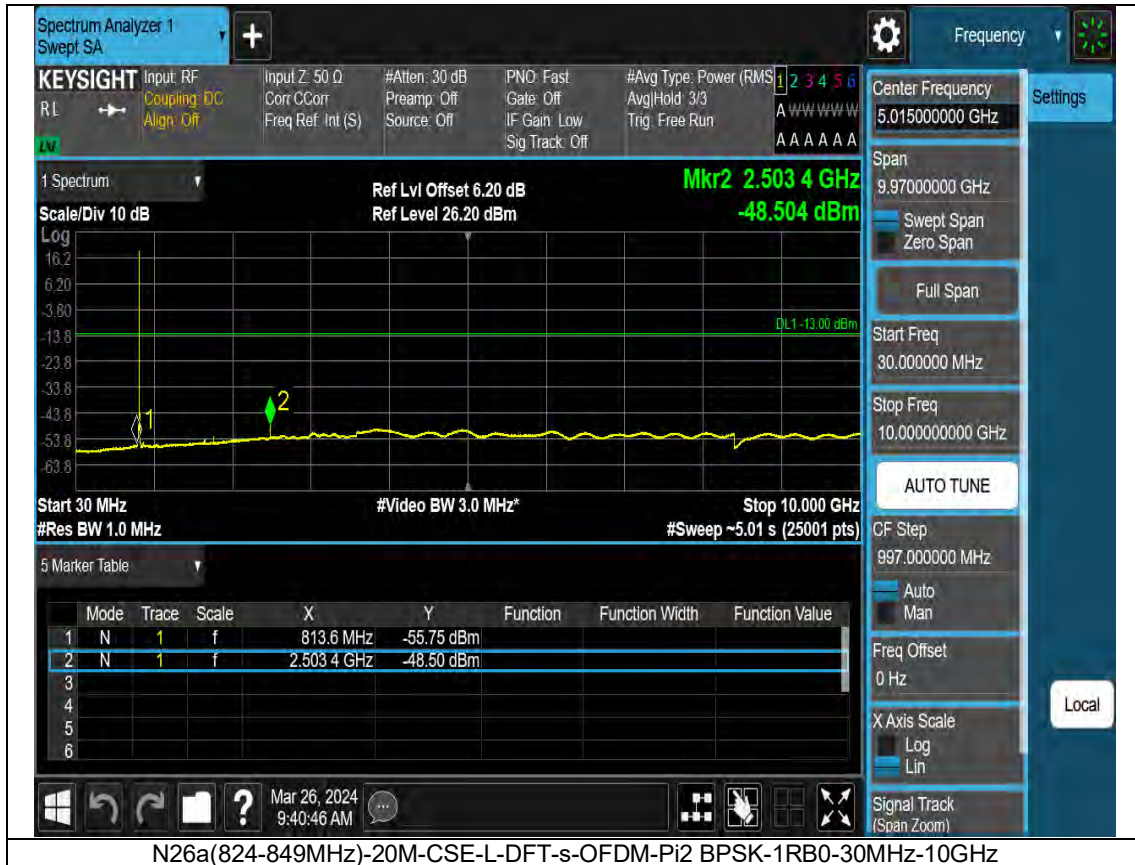 Spectrum Analyzer 1
Swept SA
Frequency
KEYSIGHT
RL
Input: RF
Coupling: DC
Align: Off
Input Z: 50 Ω
Corr CCorr
Freq Ref: Int (S)
#Atten: 30 dB
Preamp: Off
Source: Off
PNO: Fast
Gate: Off
IF Gain: Low
Sig Track: Off
#Avg Type: Power (RMS
Avg|Hold: 3/3
Trig: Free Run
1 2 3 4 5 6
A W W W W W
A A A A A A
1 Spectrum
Scale/Div 10 dB
Ref Lvl Offset 6.20 dB
Ref Level 26.20 dBm
Mkr2 2.503 4 GHz
-48.504 dBm
Log
16.2
6.20
-3.80
-13.8
-23.8
-33.8
-43.8
-53.8
-63.8
DL1 -13.00 dBm
1
2
Start 30 MHz
#Video BW 3.0 MHz*
Stop 10.000 GHz
#Res BW 1.0 MHz
#Sweep ~5.01 s (25001 pts)
5 Marker Table
Mode Trace Scale X Y Function Function Width Function Value
1 N 1 f 813.6 MHz -55.75 dBm
2 N 1 f 2.503 4 GHz -48.50 dBm
3
4
5
6
Mar 26, 2024
9:40:46 AM
Center Frequency
5.015000000 GHz
Settings
Span
9.97000000 GHz
Swept Span
Zero Span
Full Span
Start Freq
30.000000 MHz
Stop Freq
10.000000000 GHz
AUTO TUNE
CF Step
997.000000 MHz
Auto
Man
Freq Offset
0 Hz
X Axis Scale
Log
Lin
Local
Signal Track
(Span Zoom)
N26a(824-849MHz)-20M-CSE-L-DFT-s-OFDM-Pi2 BPSK-1RB0-30MHz-10GHz